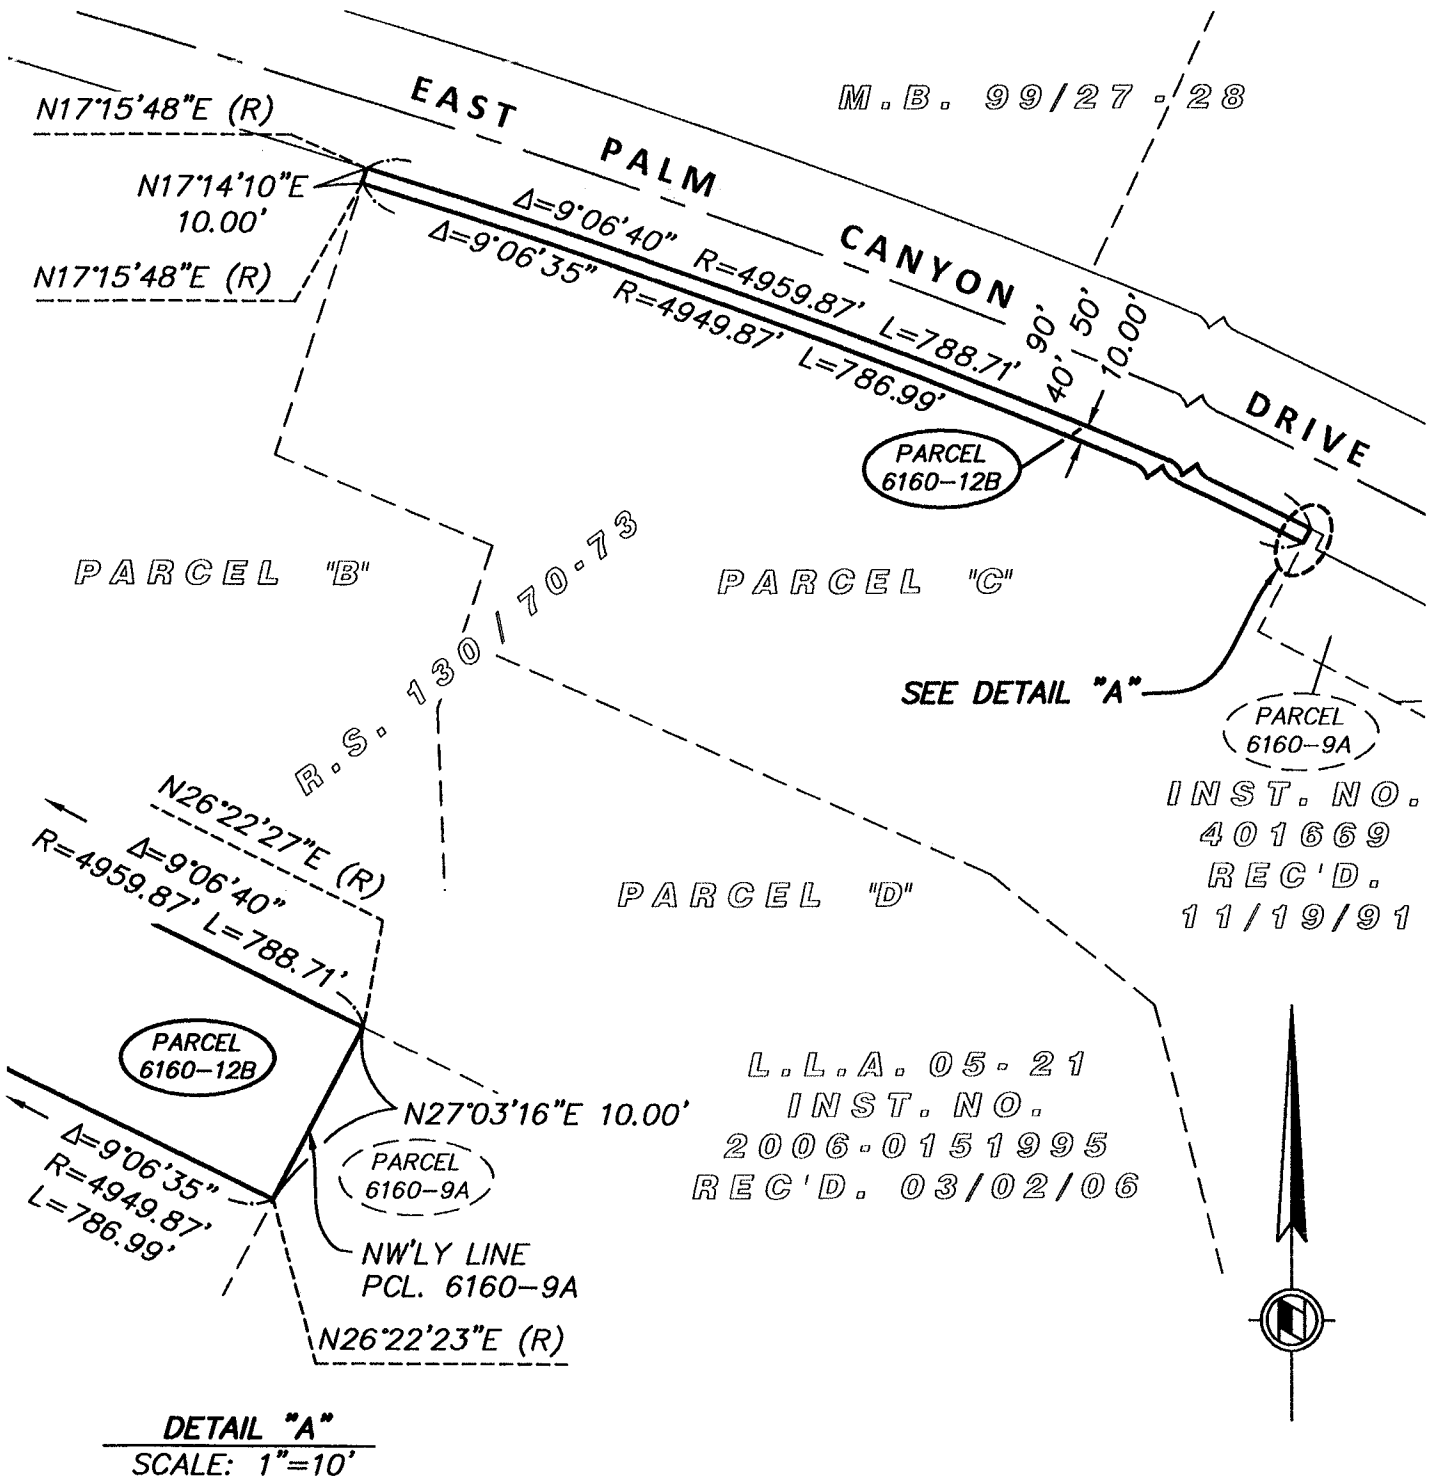 M.B. 99/27-28
EAST PALM CANYON DRIVE
N17°15'48"E (R)
N17°14'10"E
10.00'
N17°15'48"E (R)
Δ=9°06'40" R=4959.87' L=788.71'
Δ=9°06'35" R=4949.87' L=786.99'
90'
40'
50'
10.00'
PARCEL
6160-12B
PARCEL "B"
R.S. 130/70-73
PARCEL "C"
SEE DETAIL "A"
PARCEL
6160-9A
INST. NO.
401669
REC'D.
11/19/91
PARCEL "D"
L.L.A. 05-21
INST. NO.
2006-0151995
REC'D. 03/02/06
N26°22'27"E (R)
Δ=9°06'40"
R=4959.87' L=788.71'
PARCEL
6160-12B
N27°03'16"E 10.00'
PARCEL
6160-9A
Δ=9°06'35"
R=4949.87'
L=786.99'
NW'LY LINE
PCL. 6160-9A
N26°22'23"E (R)
DETAIL "A"
SCALE: 1"=10'